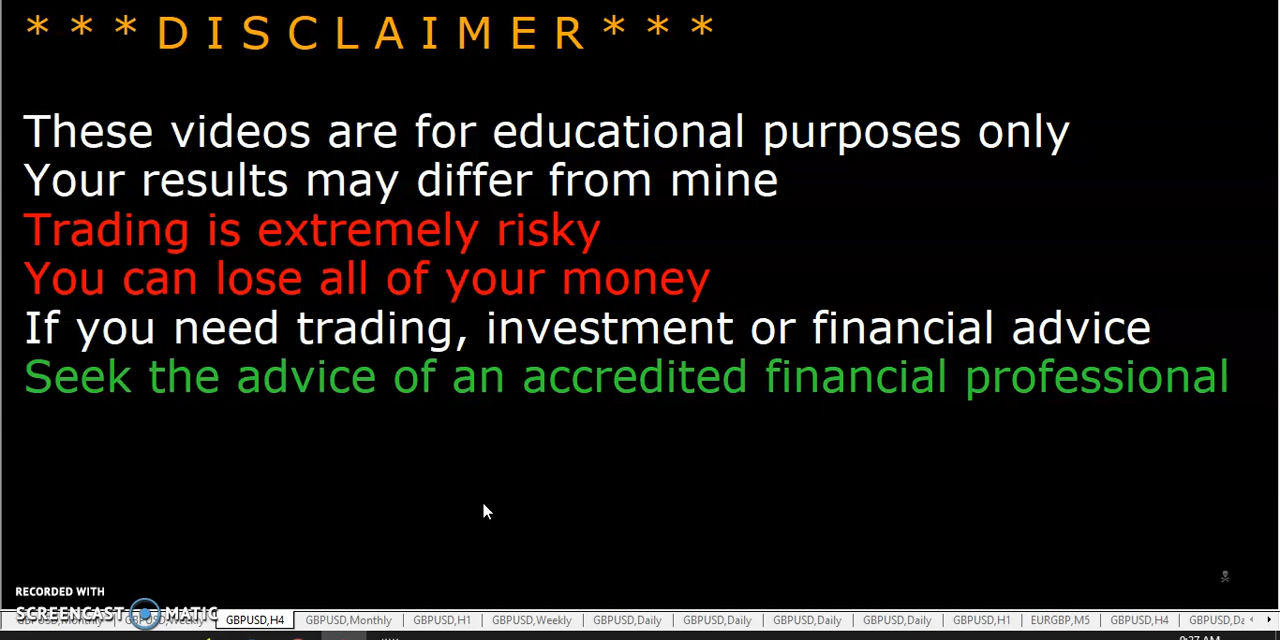 * * * D I S C L A I M E R * * *
These videos are for educational purposes only
Your results may differ from mine
Trading is extremely risky
You can lose all of your money
If you need trading, investment or financial advice
Seek the advice of an accredited financial professional
RECORDED WITH
SCREENCAST MATIC
GBPUSD,H4 GBPUSD,Monthly GBPUSD,H1 GBPUSD,Weekly GBPUSD,Daily GBPUSD,Daily GBPUSD,Daily GBPUSD,Daily GBPUSD,H1 EURGBP,M5 GBPUSD,H4